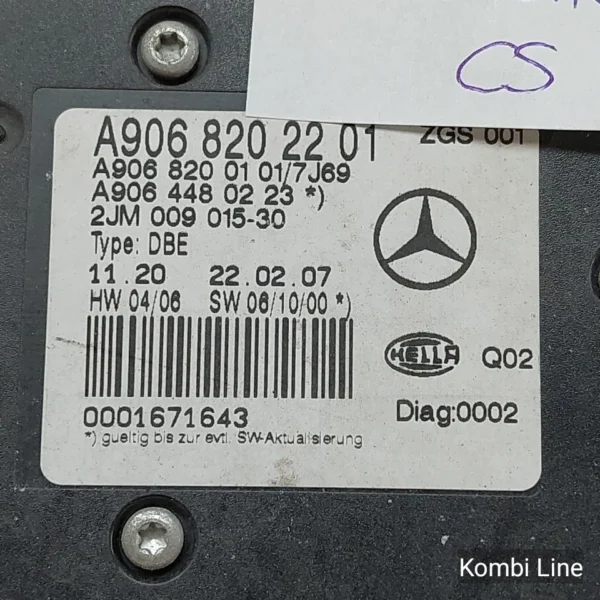 CS
A906 820 22 01 ZGS 001
A906 820 01 01/7J69
A906 448 02 23 *)
2JM 009 015-30
Type: DBE
11.20 22.02.07
HW 04/06 SW 06/10/00 *)
HELLA Q02
0001671643 Diag:0002
*) gueltig bis zur evtl. SW-Aktualisierung
Kombi Line